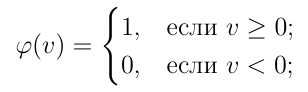 φ(v) = { 1, если v ≥ 0;
0, если v < 0;